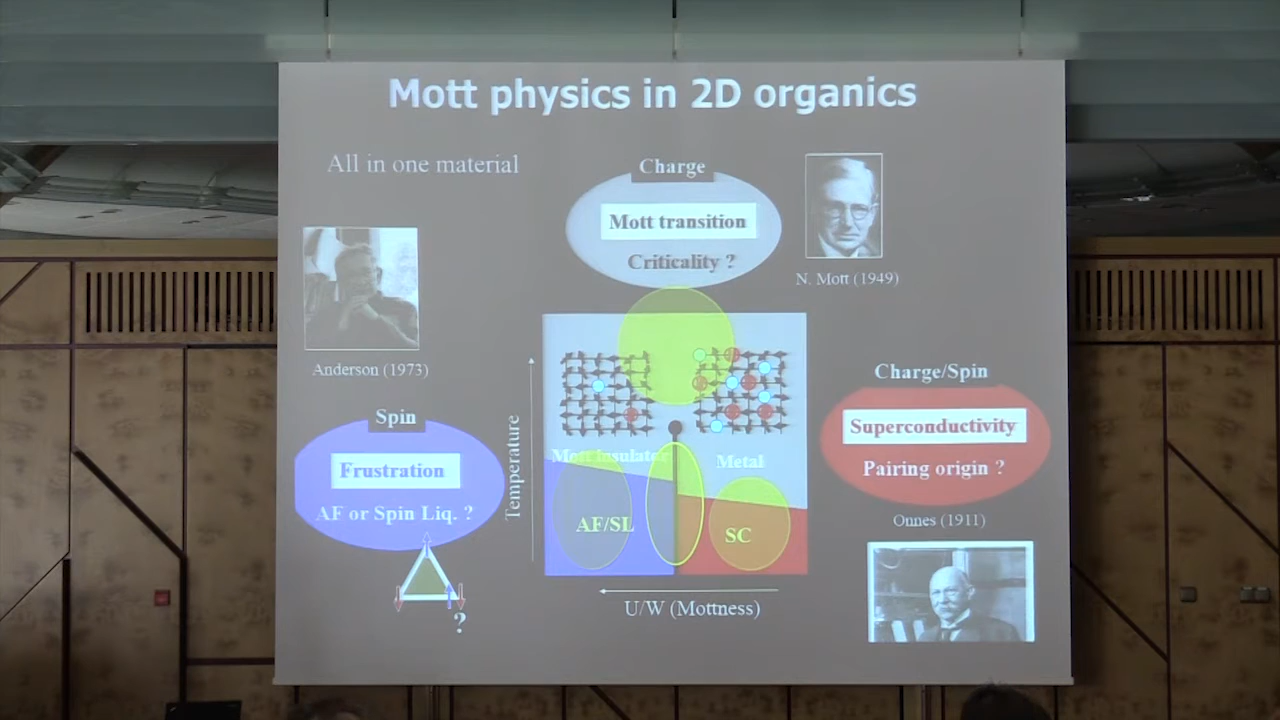 Mott physics in 2D organics
All in one material
Charge
Mott transition
Criticality ?
N. Mott (1949)
Anderson (1973)
Spin
Frustration
AF or Spin Liq. ?
?
Temperature
Mott insulator
Metal
AF/SL
SC
U/W (Mottness)
Charge/Spin
Superconductivity
Pairing origin ?
Onnes (1911)